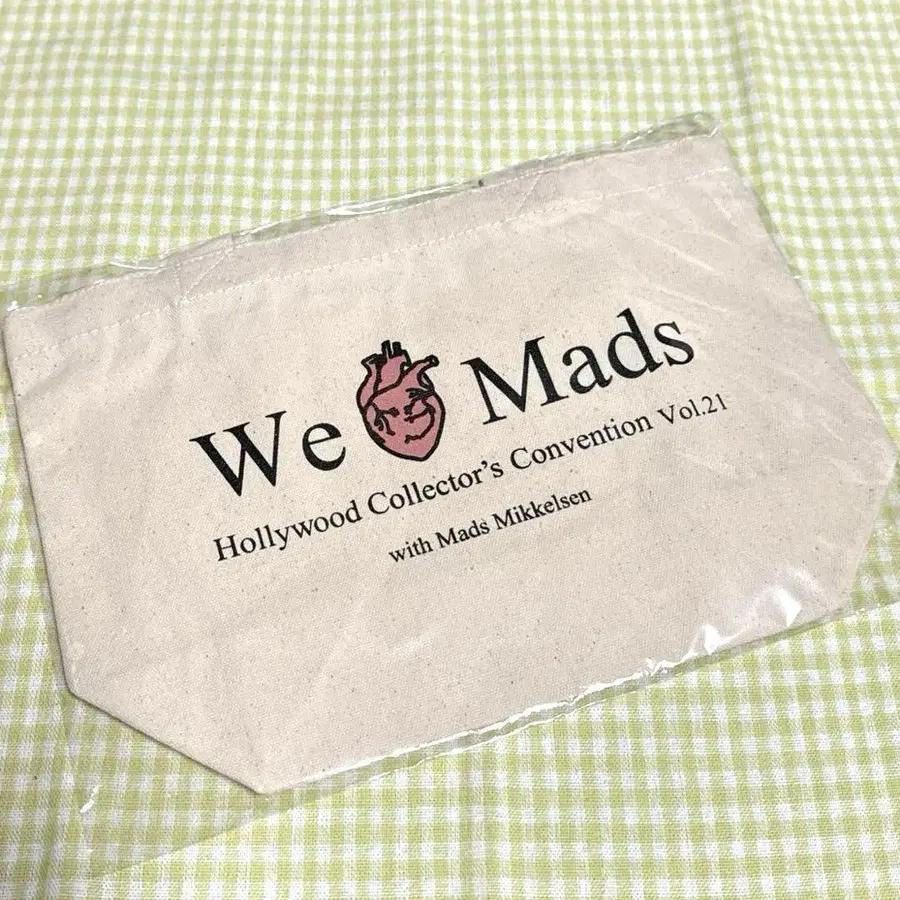 We Mads
Hollywood Collector's Convention Vol.21
with Mads Mikkelsen